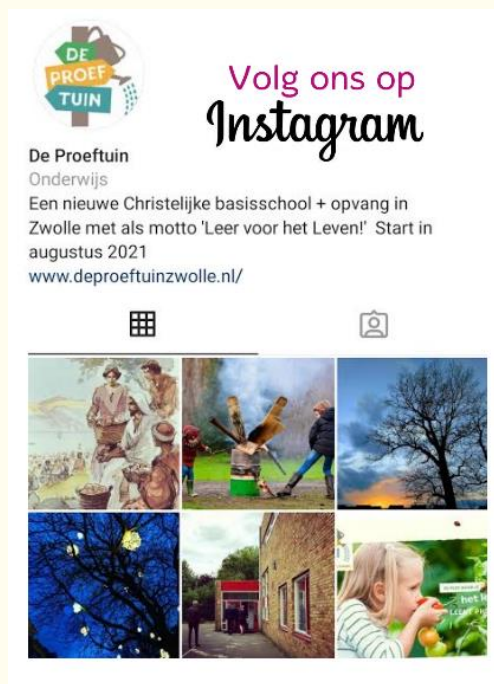 DE
PROEF
TUIN
Volg ons op
Instagram
De Proeftuin
Onderwijs
Een nieuwe Christelijke basisschool + opvang in
Zwolle met als motto 'Leer voor het Leven!' Start in
augustus 2021
www.deproeftuinzwolle.nl/
het